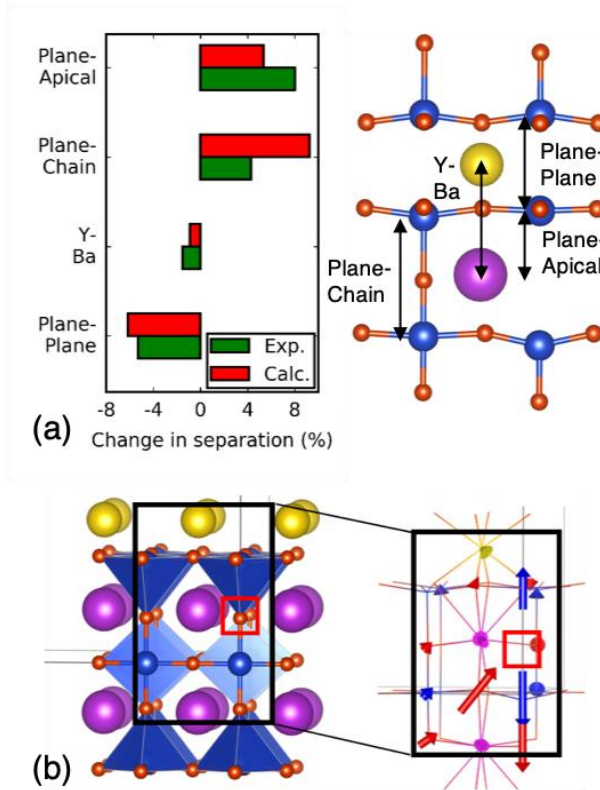 Plane-
Apical
Plane-
Chain
Y-
Ba
Plane-
Plane
Exp.
Calc.
-8 -4 0 4 8
Change in separation (%)
(a)
Y-
Ba
Plane-
Plane
Plane-
Apical
Plane-
Chain
(b)